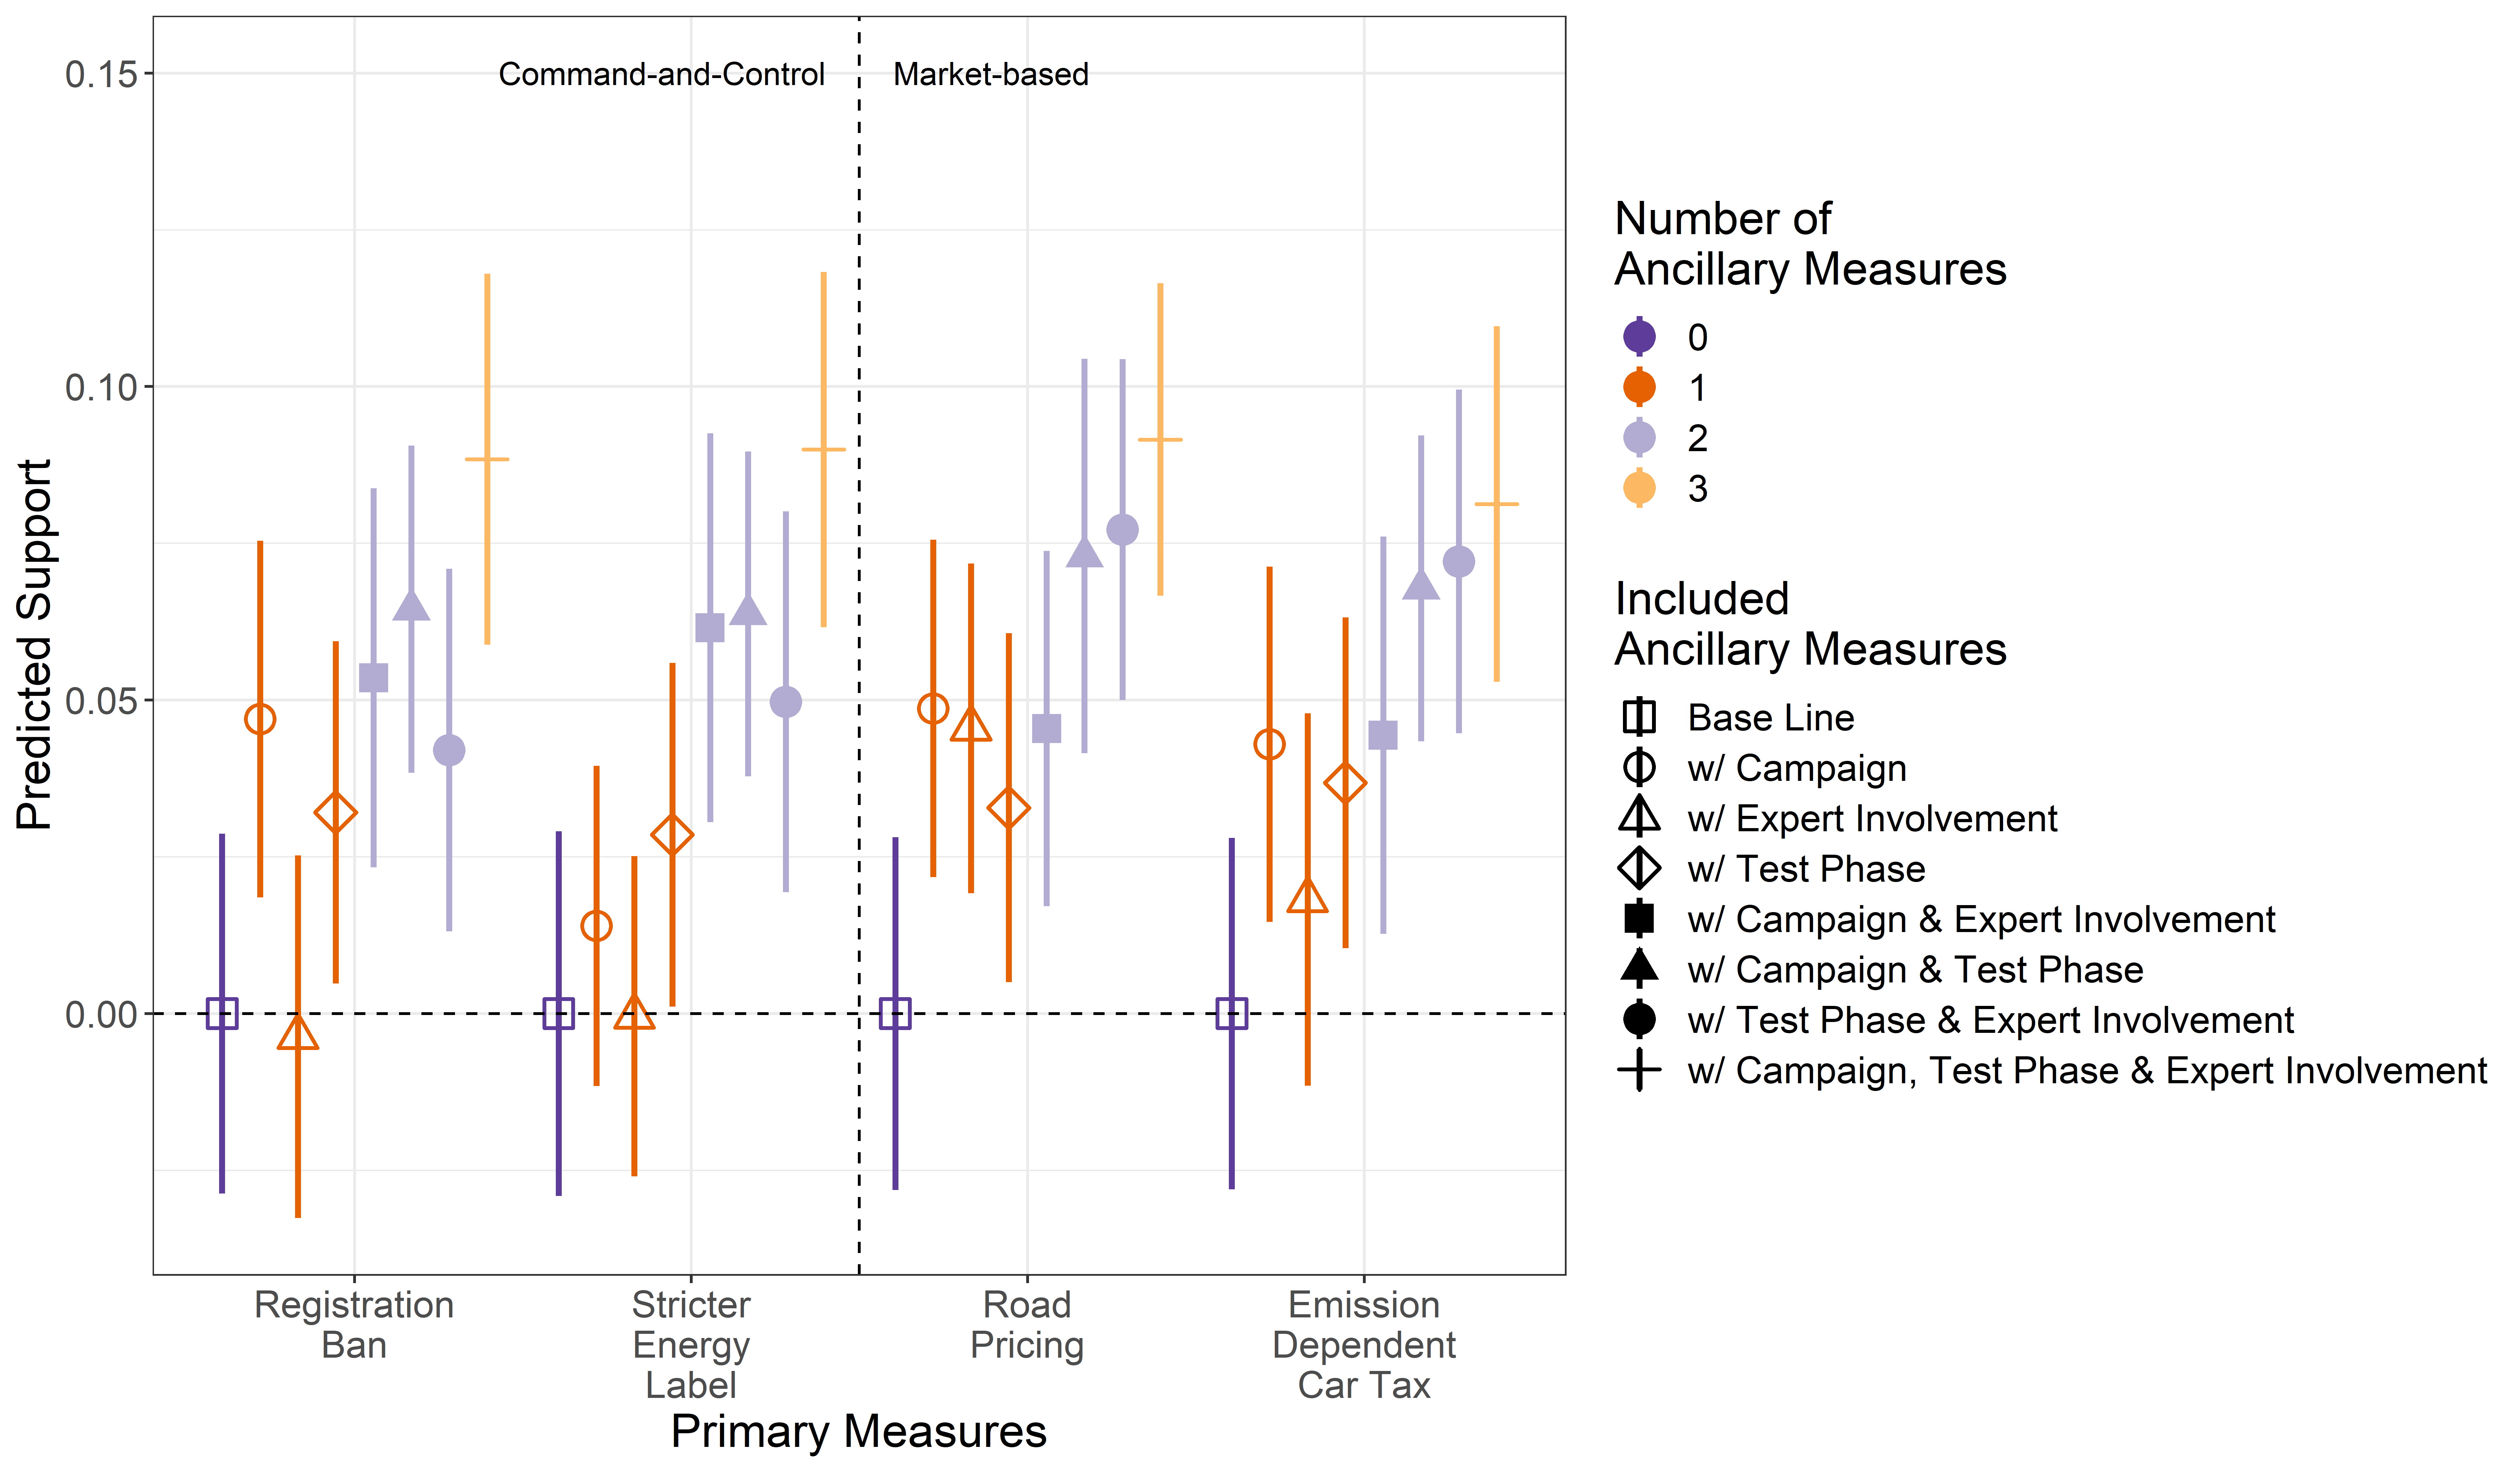 Command-and-Control
Market-based
0.15
0.10
0.05
0.00
Predicted Support
Registration
Ban
Stricter
Energy
Label
Road
Pricing
Emission
Dependent
Car Tax
Primary Measures
Number of
Ancillary Measures
0
1
2
3
Included
Ancillary Measures
Base Line
w/ Campaign
w/ Expert Involvement
w/ Test Phase
w/ Campaign & Expert Involvement
w/ Campaign & Test Phase
w/ Test Phase & Expert Involvement
w/ Campaign, Test Phase & Expert Involvement